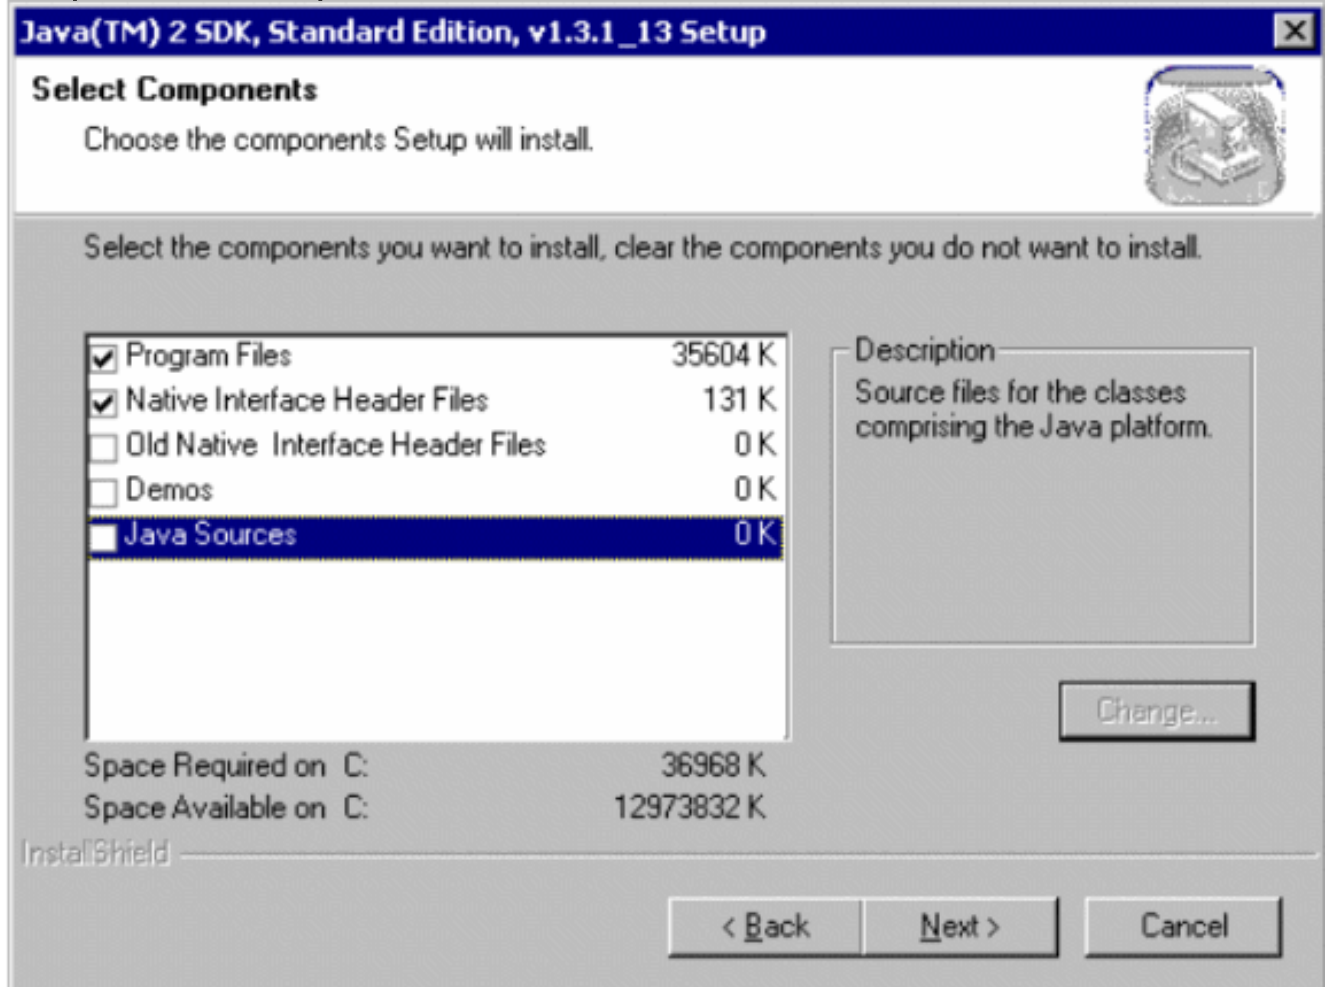 Java(TM) 2 SDK, Standard Edition, v1.3.1_13 Setup
Select Components
Choose the components Setup will install.
Select the components you want to install, clear the components you do not want to install.
Program Files 35604 K
Native Interface Header Files 131 K
Old Native Interface Header Files 0 K
Demos 0 K
Java Sources 0 K
Description
Source files for the classes
comprising the Java platform.
Change...
Space Required on C: 36968 K
Space Available on C: 12973832 K
InstallShield
< Back
Next >
Cancel